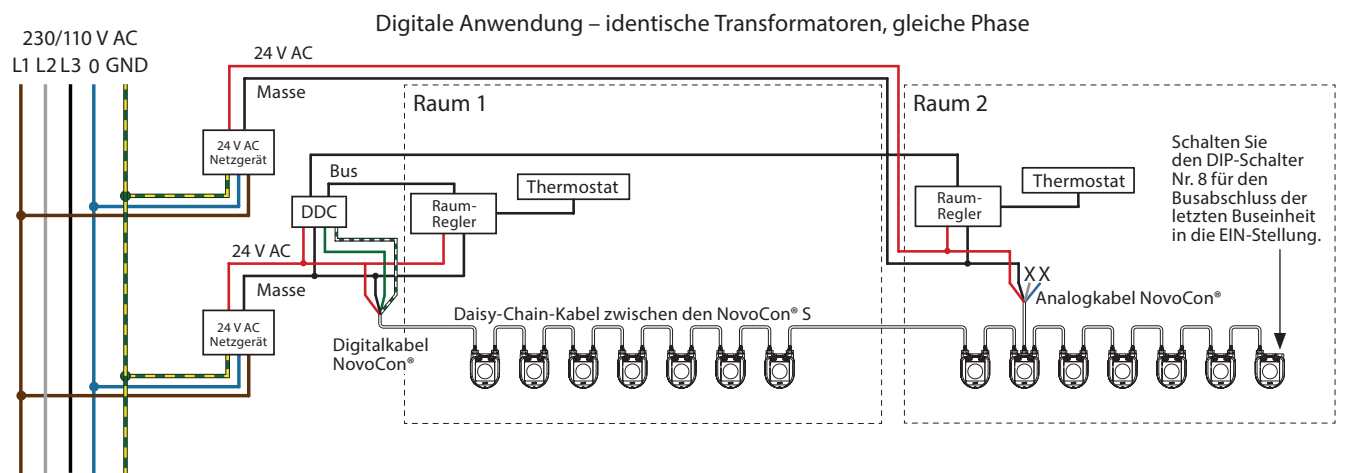 Digitale Anwendung – identische Transformatoren, gleiche Phase
230/110 V AC
L1 L2 L3 0 GND
24 V AC
Masse
24 V AC
Netzgerät
Raum 1
Raum 2
Bus
DDC
Raum-
Regler
Thermostat
Raum-
Regler
Thermostat
Schalten Sie
den DIP-Schalter
Nr. 8 für den
Busabschluss der
letzten Buseinheit
in die EIN-Stellung.
24 V AC
Masse
24 V AC
Netzgerät
Digitalkabel
NovoCon®
Daisy-Chain-Kabel zwischen den NovoCon® S
X X
Analogkabel NovoCon®